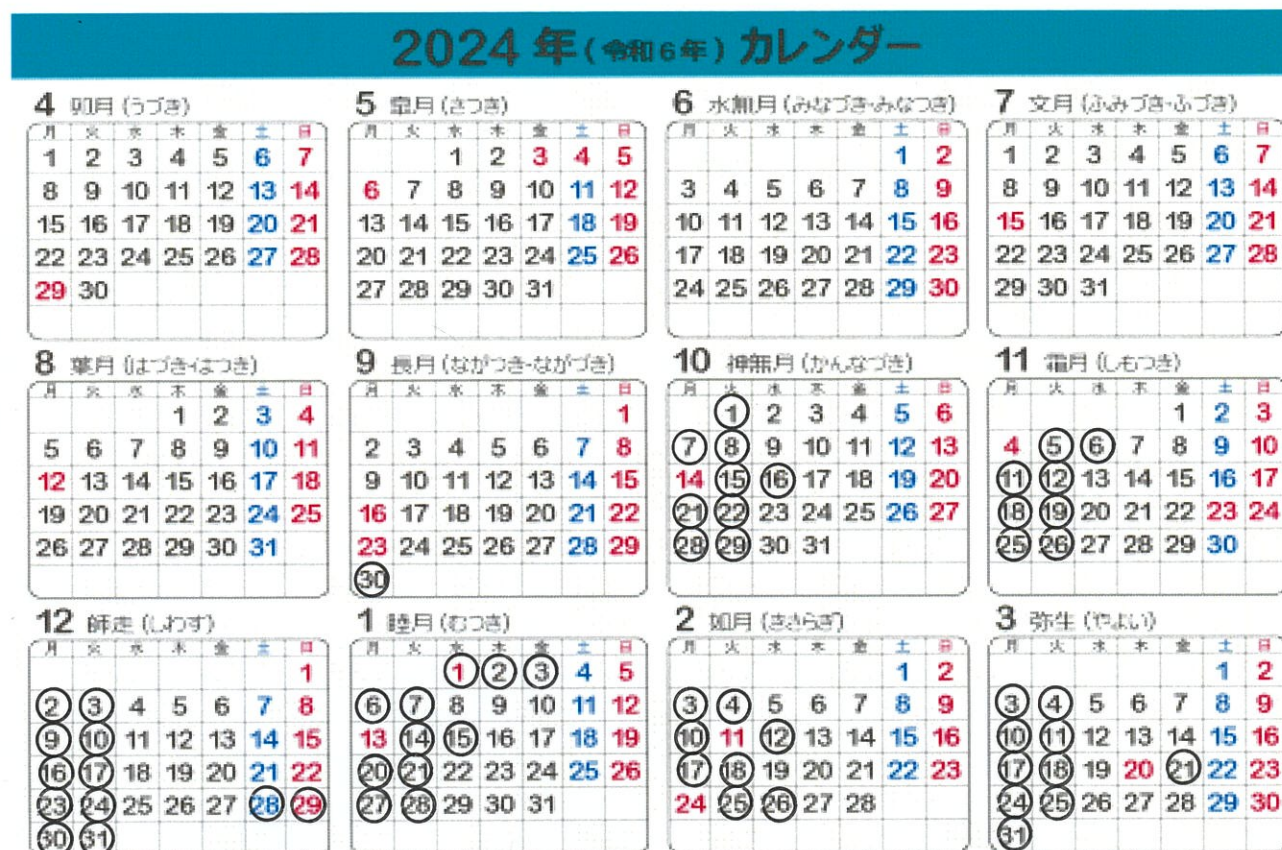 2024年(令和6年)カレンダー
4 卯月(うづき)
月 火 水 木 金 土 日
1 2 3 4 5 6 7
8 9 10 11 12 13 14
15 16 17 18 19 20 21
22 23 24 25 26 27 28
29 30
5 皐月(さつき)
月 火 水 木 金 土 日
1 2 3 4 5
6 7 8 9 10 11 12
13 14 15 16 17 18 19
20 21 22 23 24 25 26
27 28 29 30 31
6 水無月(みなづき・みなつき)
月 火 水 木 金 土 日
1 2
3 4 5 6 7 8 9
10 11 12 13 14 15 16
17 18 19 20 21 22 23
24 25 26 27 28 29 30
7 文月(ふみづき・ふづき)
月 火 水 木 金 土 日
1 2 3 4 5 6 7
8 9 10 11 12 13 14
15 16 17 18 19 20 21
22 23 24 25 26 27 28
29 30 31
8 葉月(はづき・はつき)
月 火 水 木 金 土 日
1 2 3 4
5 6 7 8 9 10 11
12 13 14 15 16 17 18
19 20 21 22 23 24 25
26 27 28 29 30 31
9 長月(ながつき・ながづき)
月 火 水 木 金 土 日
1
2 3 4 5 6 7 8
9 10 11 12 13 14 15
16 17 18 19 20 21 22
23 24 25 26 27 28 29
30
10 神無月(かんなづき)
月 火 水 木 金 土 日
1 2 3 4 5 6
7 8 9 10 11 12 13
14 15 16 17 18 19 20
21 22 23 24 25 26 27
28 29 30 31
11 霜月(しもつき)
月 火 水 木 金 土 日
1 2 3
4 5 6 7 8 9 10
11 12 13 14 15 16 17
18 19 20 21 22 23 24
25 26 27 28 29 30
12 師走(しわす)
月 火 水 木 金 土 日
1
2 3 4 5 6 7 8
9 10 11 12 13 14 15
16 17 18 19 20 21 22
23 24 25 26 27 28 29
30 31
1 睦月(むつき)
月 火 水 木 金 土 日
1 2 3 4 5
6 7 8 9 10 11 12
13 14 15 16 17 18 19
20 21 22 23 24 25 26
27 28 29 30 31
2 如月(きさらぎ)
月 火 水 木 金 土 日
1 2
3 4 5 6 7 8 9
10 11 12 13 14 15 16
17 18 19 20 21 22 23
24 25 26 27 28
3 弥生(やよい)
月 火 水 木 金 土 日
1 2
3 4 5 6 7 8 9
10 11 12 13 14 15 16
17 18 19 20 21 22 23
24 25 26 27 28 29 30
31